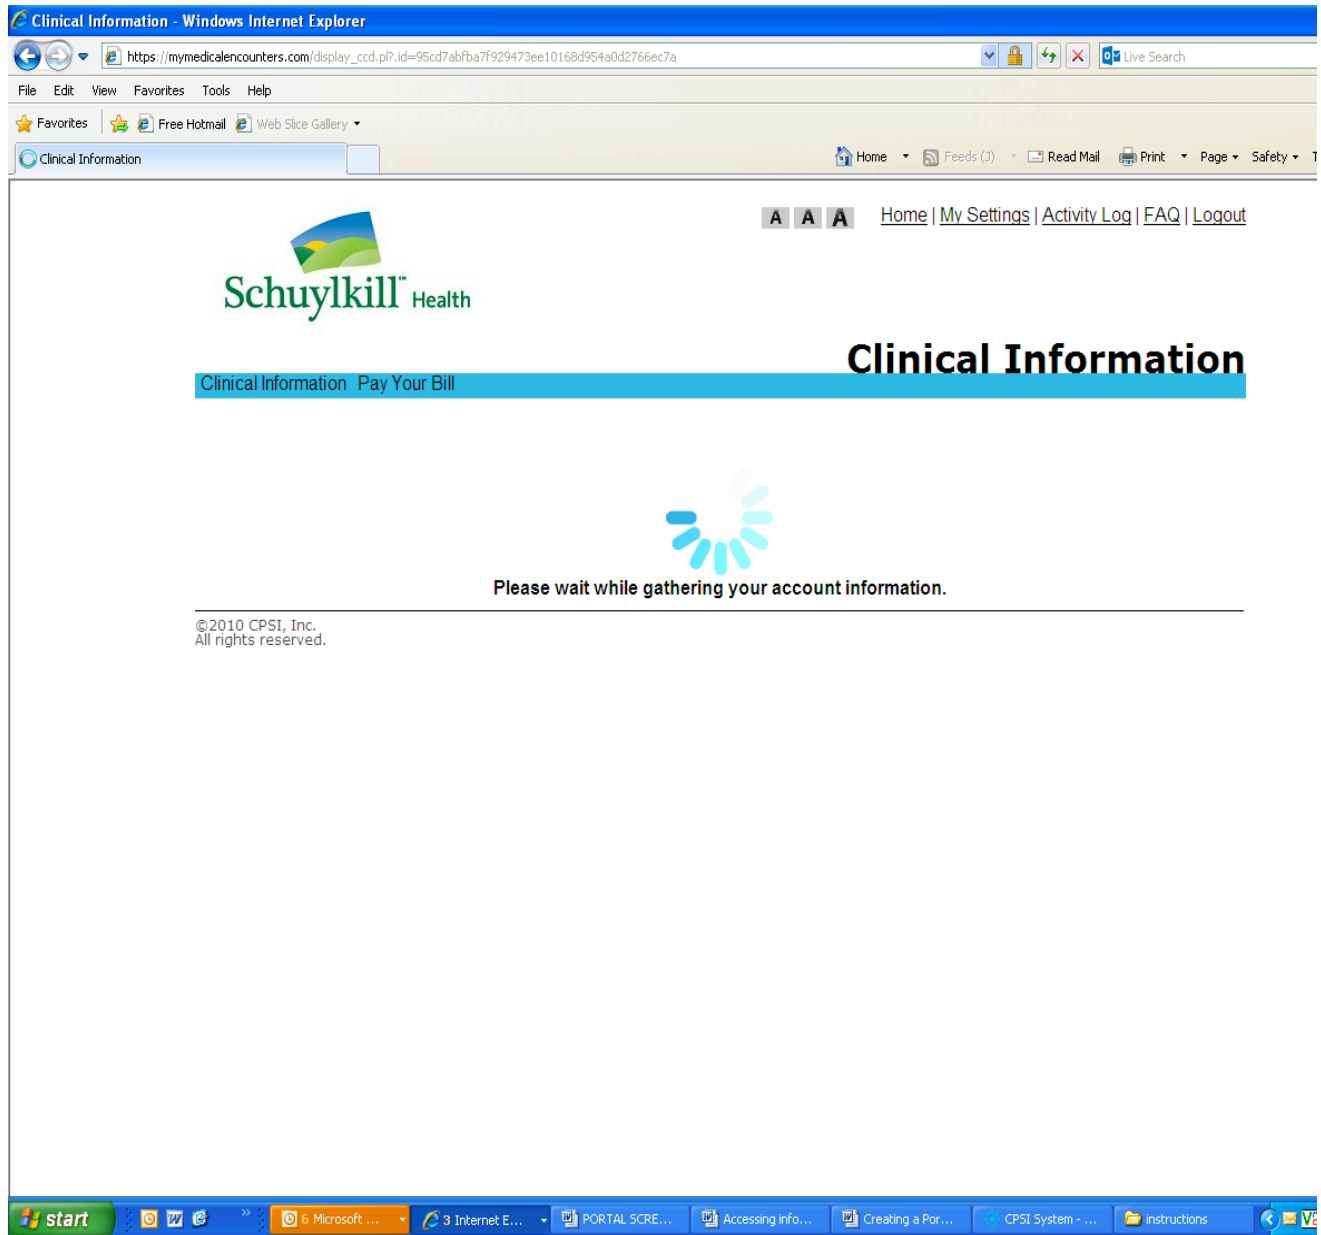 Clinical Information - Windows Internet Explorer
https://mymedicalencounters.com/display_ccd.pl?.id=95cd7abfba7f929473ee10168d954a0d2766ec7a
Live Search
File Edit View Favorites Tools Help
Favorites Free Hotmail Web Slice Gallery
Clinical Information
Home Feeds (J) Read Mail Print Page Safety T
A A A Home | My Settings | Activity Log | FAQ | Logout
Schuylkill™ Health
Clinical Information
Clinical Information Pay Your Bill
Please wait while gathering your account information.
©2010 CPSI, Inc.
All rights reserved.
start 6 Microsoft ... 3 Internet E... PORTAL SCRE... Accessing info... Creating a Por... CPSI System - ... instructions